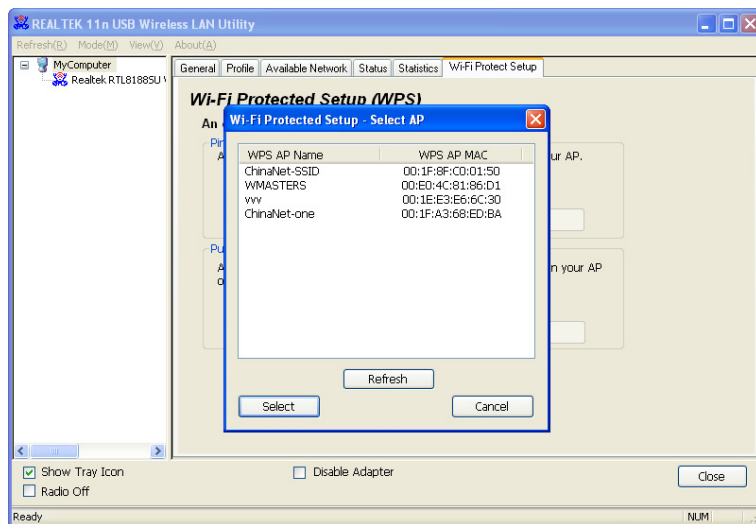 REALTEK 11n USB Wireless LAN Utility
Refresh(R) Mode(M) View(V) About(A)
MyComputer
Realtek RTL8188SU
General Profile Available Network Status Statistics Wi-Fi Protect Setup
Wi-Fi Protected Setup (WPS)
An
Wi-Fi Protected Setup - Select AP
Pin
A ur AP.
WPS AP Name WPS AP MAC
ChinaNet-SSID 00:1F:8F:C0:01:50
WMASTERS 00:E0:4C:81:86:D1
vvv 00:1E:E3:E6:6C:30
ChinaNet-one 00:1F:A3:68:ED:BA
Pu
A n your AP
o
Refresh
Select Cancel
Show Tray Icon Disable Adapter
Radio Off
Close
Ready NUM